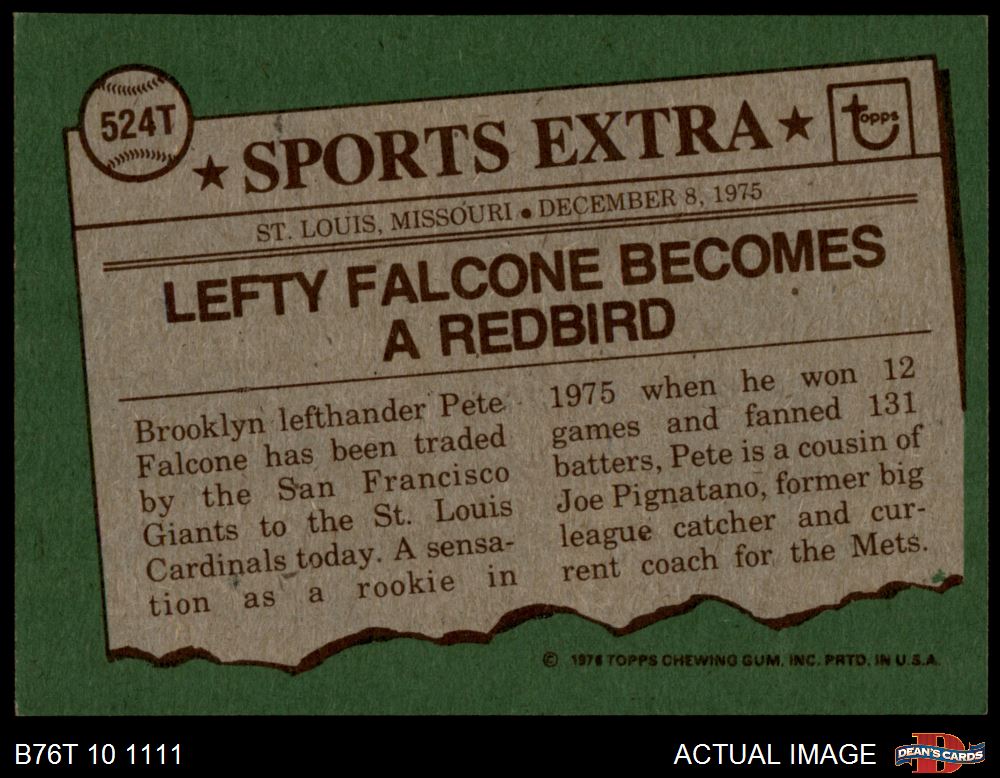 524T
★ SPORTS EXTRA ★
topps
ST. LOUIS, MISSOURI • DECEMBER 8, 1975
LEFTY FALCONE BECOMES
A REDBIRD
Brooklyn lefthander Pete
Falcone has been traded
by the San Francisco
Giants to the St. Louis
Cardinals today. A sensa-
tion as a rookie in
1975 when he won 12
games and fanned 131
batters, Pete is a cousin of
Joe Pignatano, former big
league catcher and cur-
rent coach for the Mets.
© 1976 TOPPS CHEWING GUM, INC. PRTD. IN U.S.A.
B76T 10 1111
ACTUAL IMAGE
DEAN'S CARDS